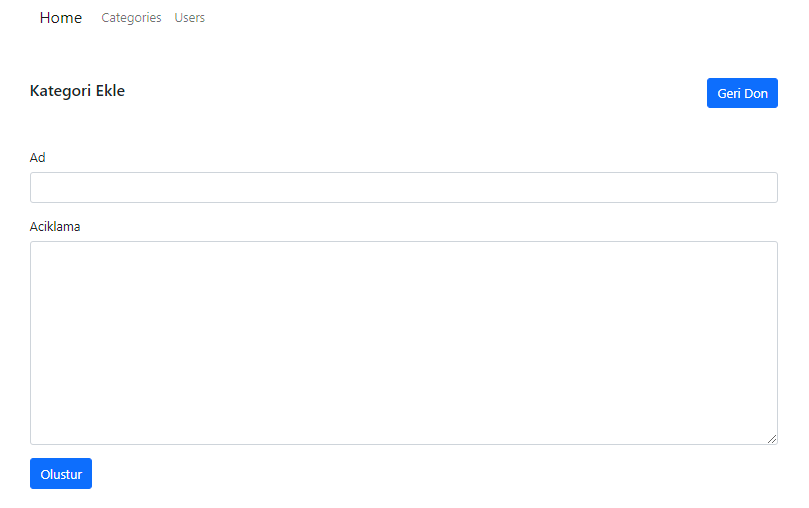 Home Categories Users
Kategori Ekle Geri Don
Ad
Aciklama
Olustur